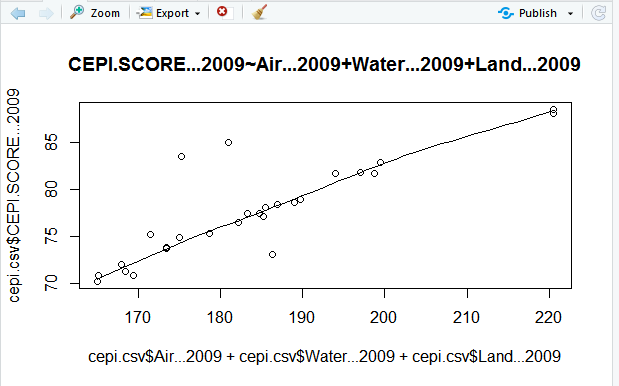 Zoom Export Publish
CEPI.SCORE...2009~Air...2009+Water...2009+Land...2009
cepi.csv$CEPI.SCORE...2009
85
80
75
70
170 180 190 200 210 220
cepi.csv$Air...2009 + cepi.csv$Water...2009 + cepi.csv$Land...2009